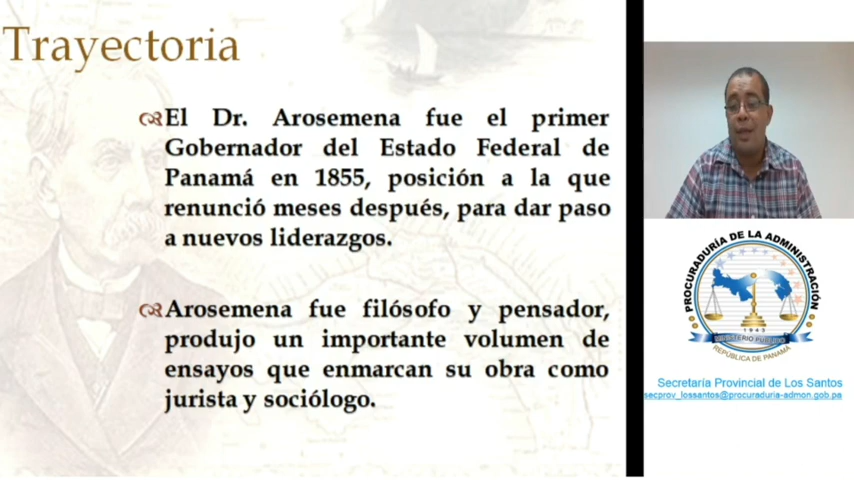 Trayectoria
El Dr. Arosemena fue el primer
Gobernador del Estado Federal de
Panamá en 1855, posición a la que
renunció meses después, para dar paso
a nuevos liderazgos.
Arosemena fue filósofo y pensador,
produjo un importante volumen de
ensayos que enmarcan su obra como
jurista y sociólogo.
PROCURADURÍA DE LA ADMINISTRACIÓN
1943
MINISTERIO PÚBLICO
REPÚBLICA DE PANAMÁ
Secretaría Provincial de Los Santos
secprov_lossantos@procuraduria-admon.gob.pa